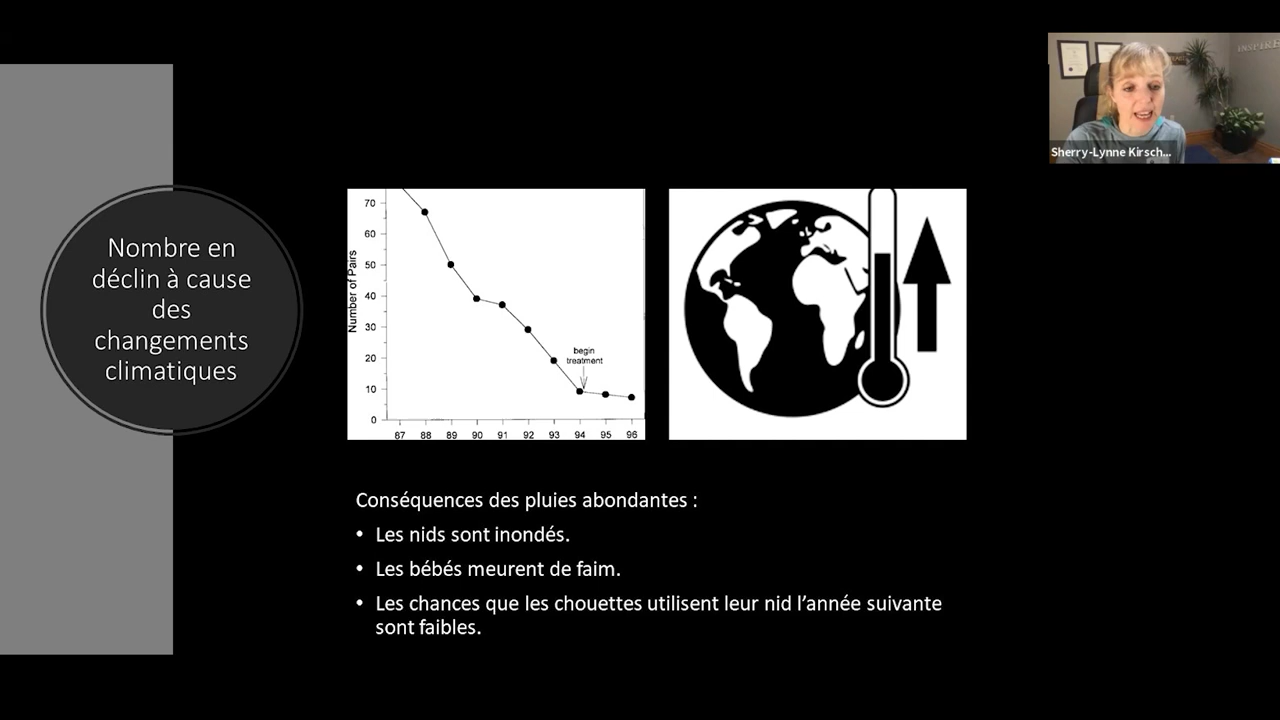 INSPIRE
Sherry-Lynne Kirsch...
Nombre en
déclin à cause
des
changements
climatiques
Number of Pairs
70
60
50
40
30
20
10
0
begin
treatment
87 88 89 90 91 92 93 94 95 96
Conséquences des pluies abondantes :
• Les nids sont inondés.
• Les bébés meurent de faim.
• Les chances que les chouettes utilisent leur nid l’année suivante
sont faibles.